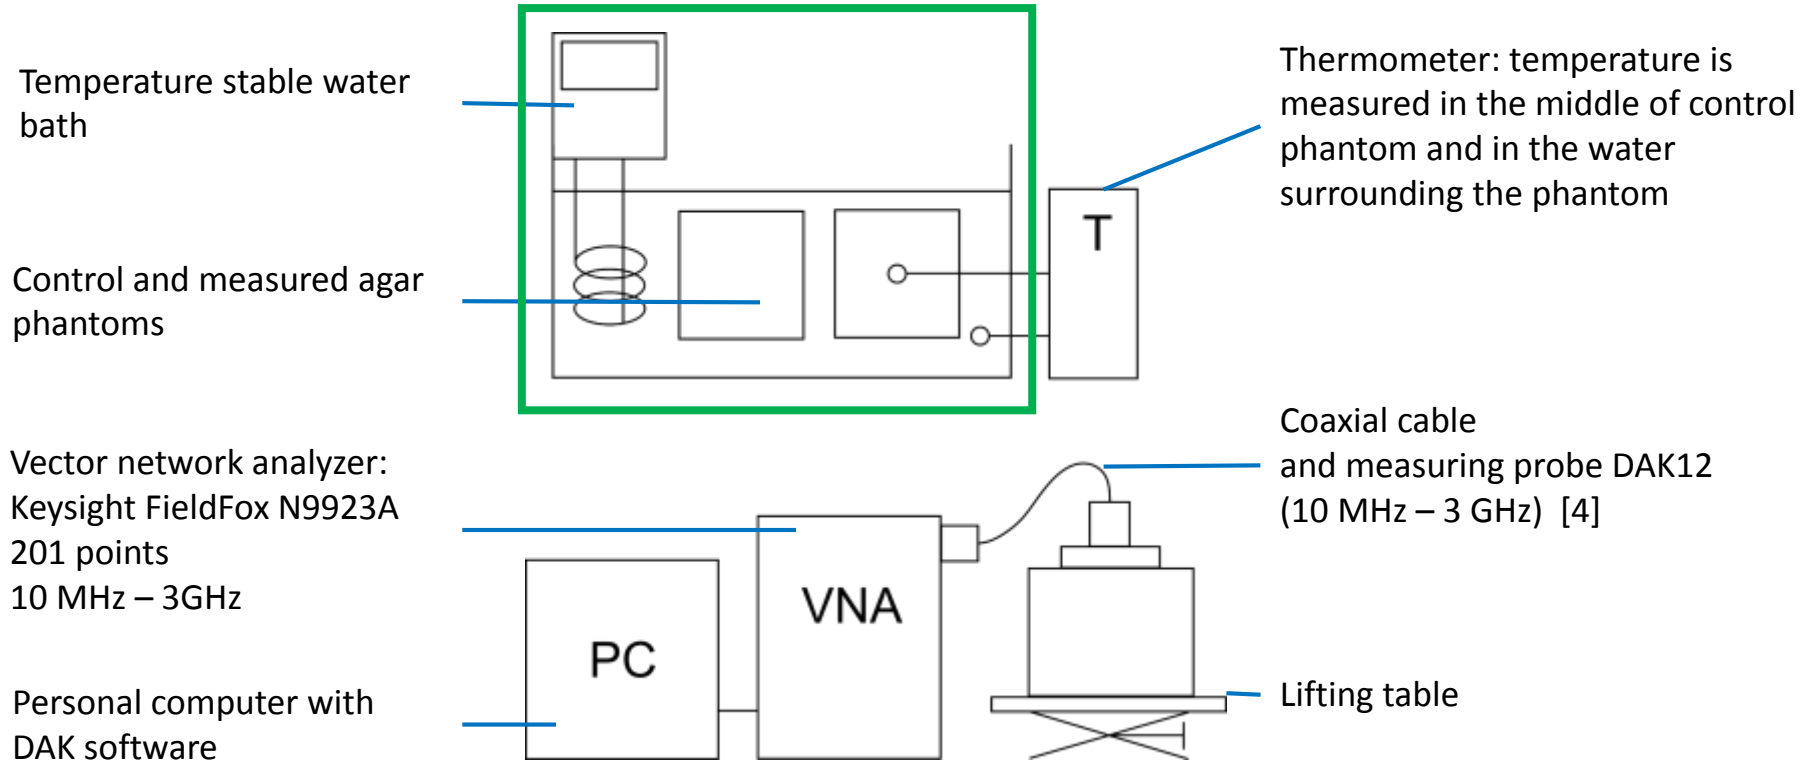 Temperature stable water
bath
Thermometer: temperature is
measured in the middle of control
phantom and in the water
surrounding the phantom
T
Control and measured agar
phantoms
Vector network analyzer:
Keysight FieldFox N9923A
201 points
10 MHz – 3GHz
Coaxial cable
and measuring probe DAK12
(10 MHz – 3 GHz)  [4]
VNA
PC
Personal computer with
DAK software
Lifting table